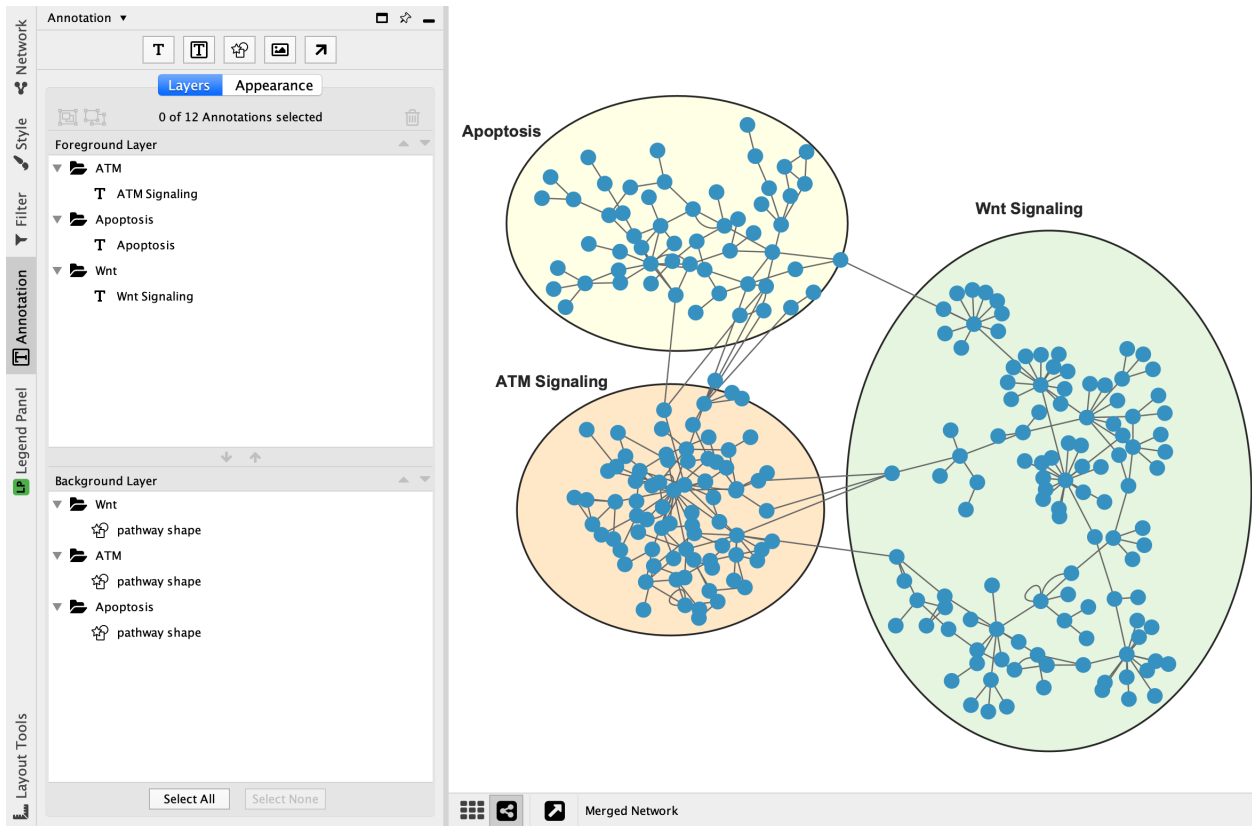 Annotation
T
T
Layers
Appearance
0 of 12 Annotations selected
Foreground Layer
ATM
T ATM Signaling
Apoptosis
T Apoptosis
Wnt
T Wnt Signaling
Background Layer
Wnt
pathway shape
ATM
pathway shape
Apoptosis
pathway shape
Select All
Select None
Network
Style
Filter
T Annotation
LP Legend Panel
Layout Tools
Apoptosis
Wnt Signaling
ATM Signaling
Merged Network